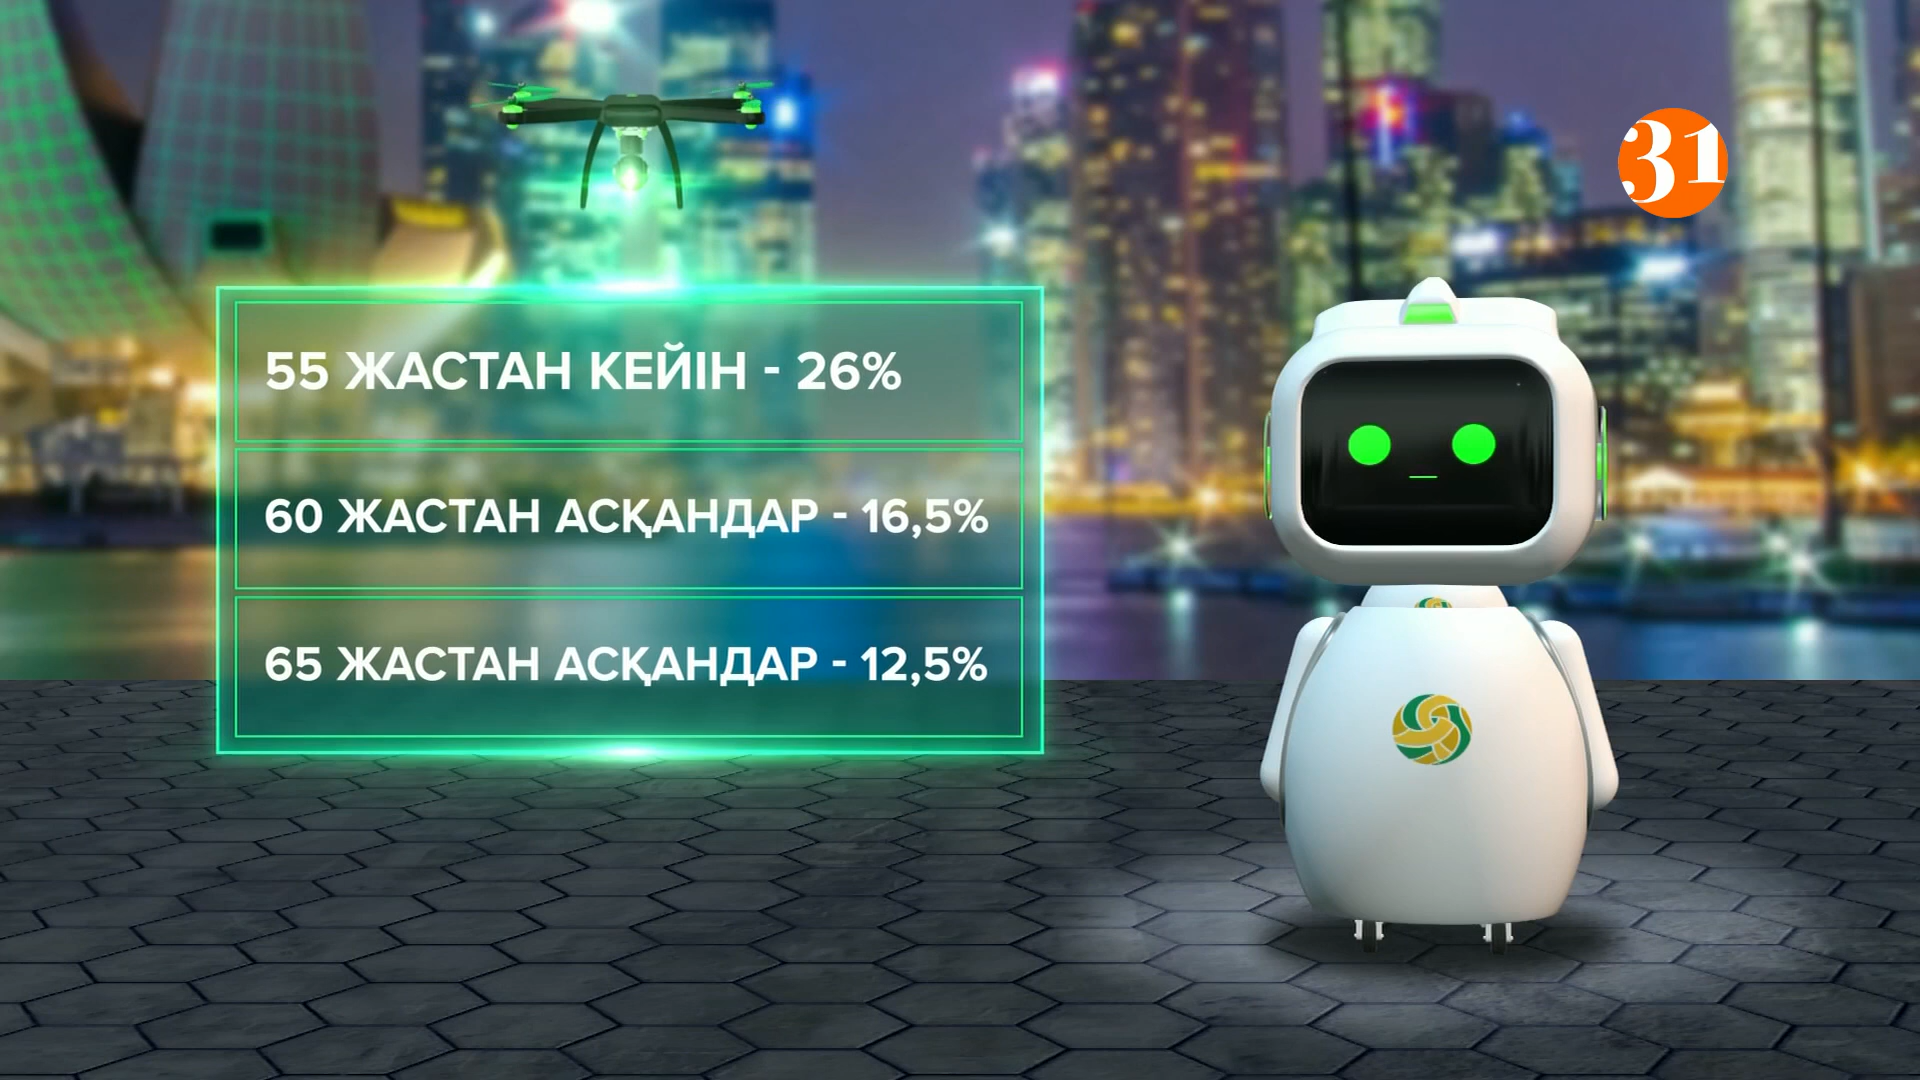 31
55 ЖАСТАН КЕЙІН - 26%
60 ЖАСТАН АСҚАНДАР - 16,5%
65 ЖАСТАН АСҚАНДАР - 12,5%